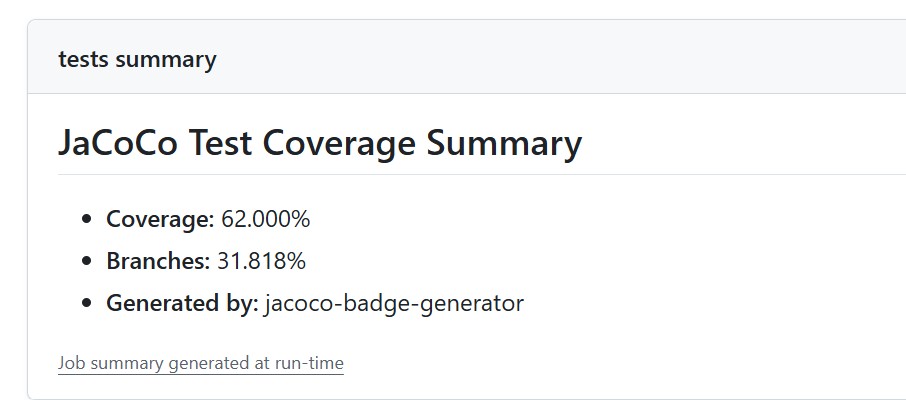 tests summary
JaCoCo Test Coverage Summary
Coverage: 62.000%
Branches: 31.818%
Generated by: jacoco-badge-generator
Job summary generated at run-time